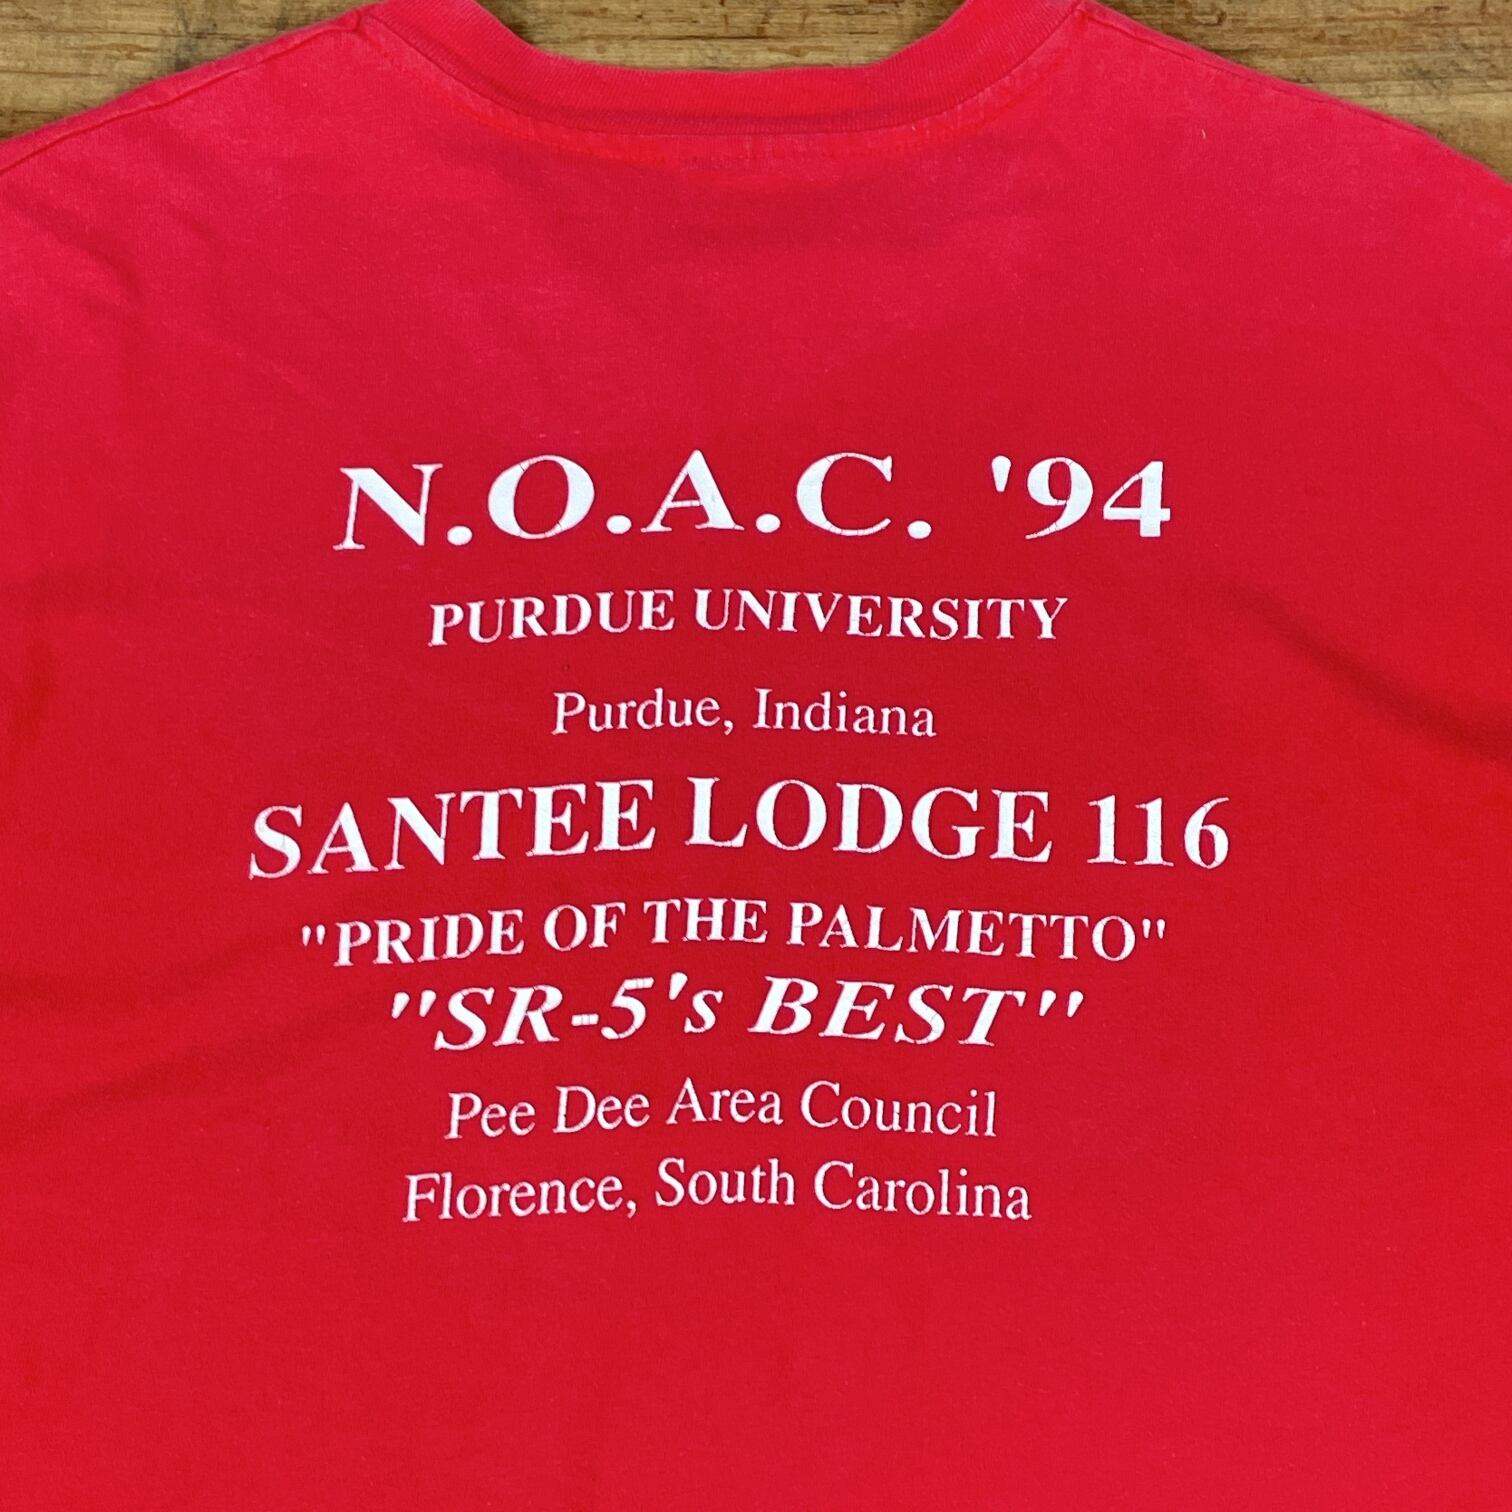 N.O.A.C. '94
PURDUE UNIVERSITY
Purdue, Indiana
SANTEE LODGE 116
"PRIDE OF THE PALMETTO"
"SR-5's BEST"
Pee Dee Area Council
Florence, South Carolina